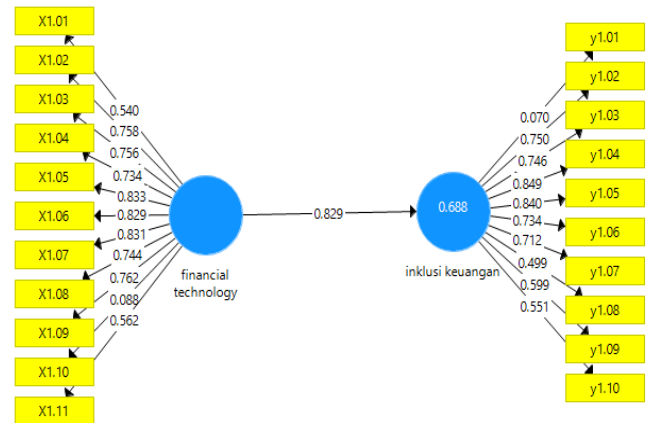 X1.01
X1.02
X1.03
X1.04
X1.05
X1.06
X1.07
X1.08
X1.09
X1.10
X1.11
0.540
0.758
0.756
0.734
0.833
0.829
0.831
0.744
0.762
0.088
0.562
financial
technology
0.829
0.688
inklusi keuangan
0.070
0.750
0.746
0.849
0.840
0.734
0.712
0.499
0.599
0.551
y1.01
y1.02
y1.03
y1.04
y1.05
y1.06
y1.07
y1.08
y1.09
y1.10